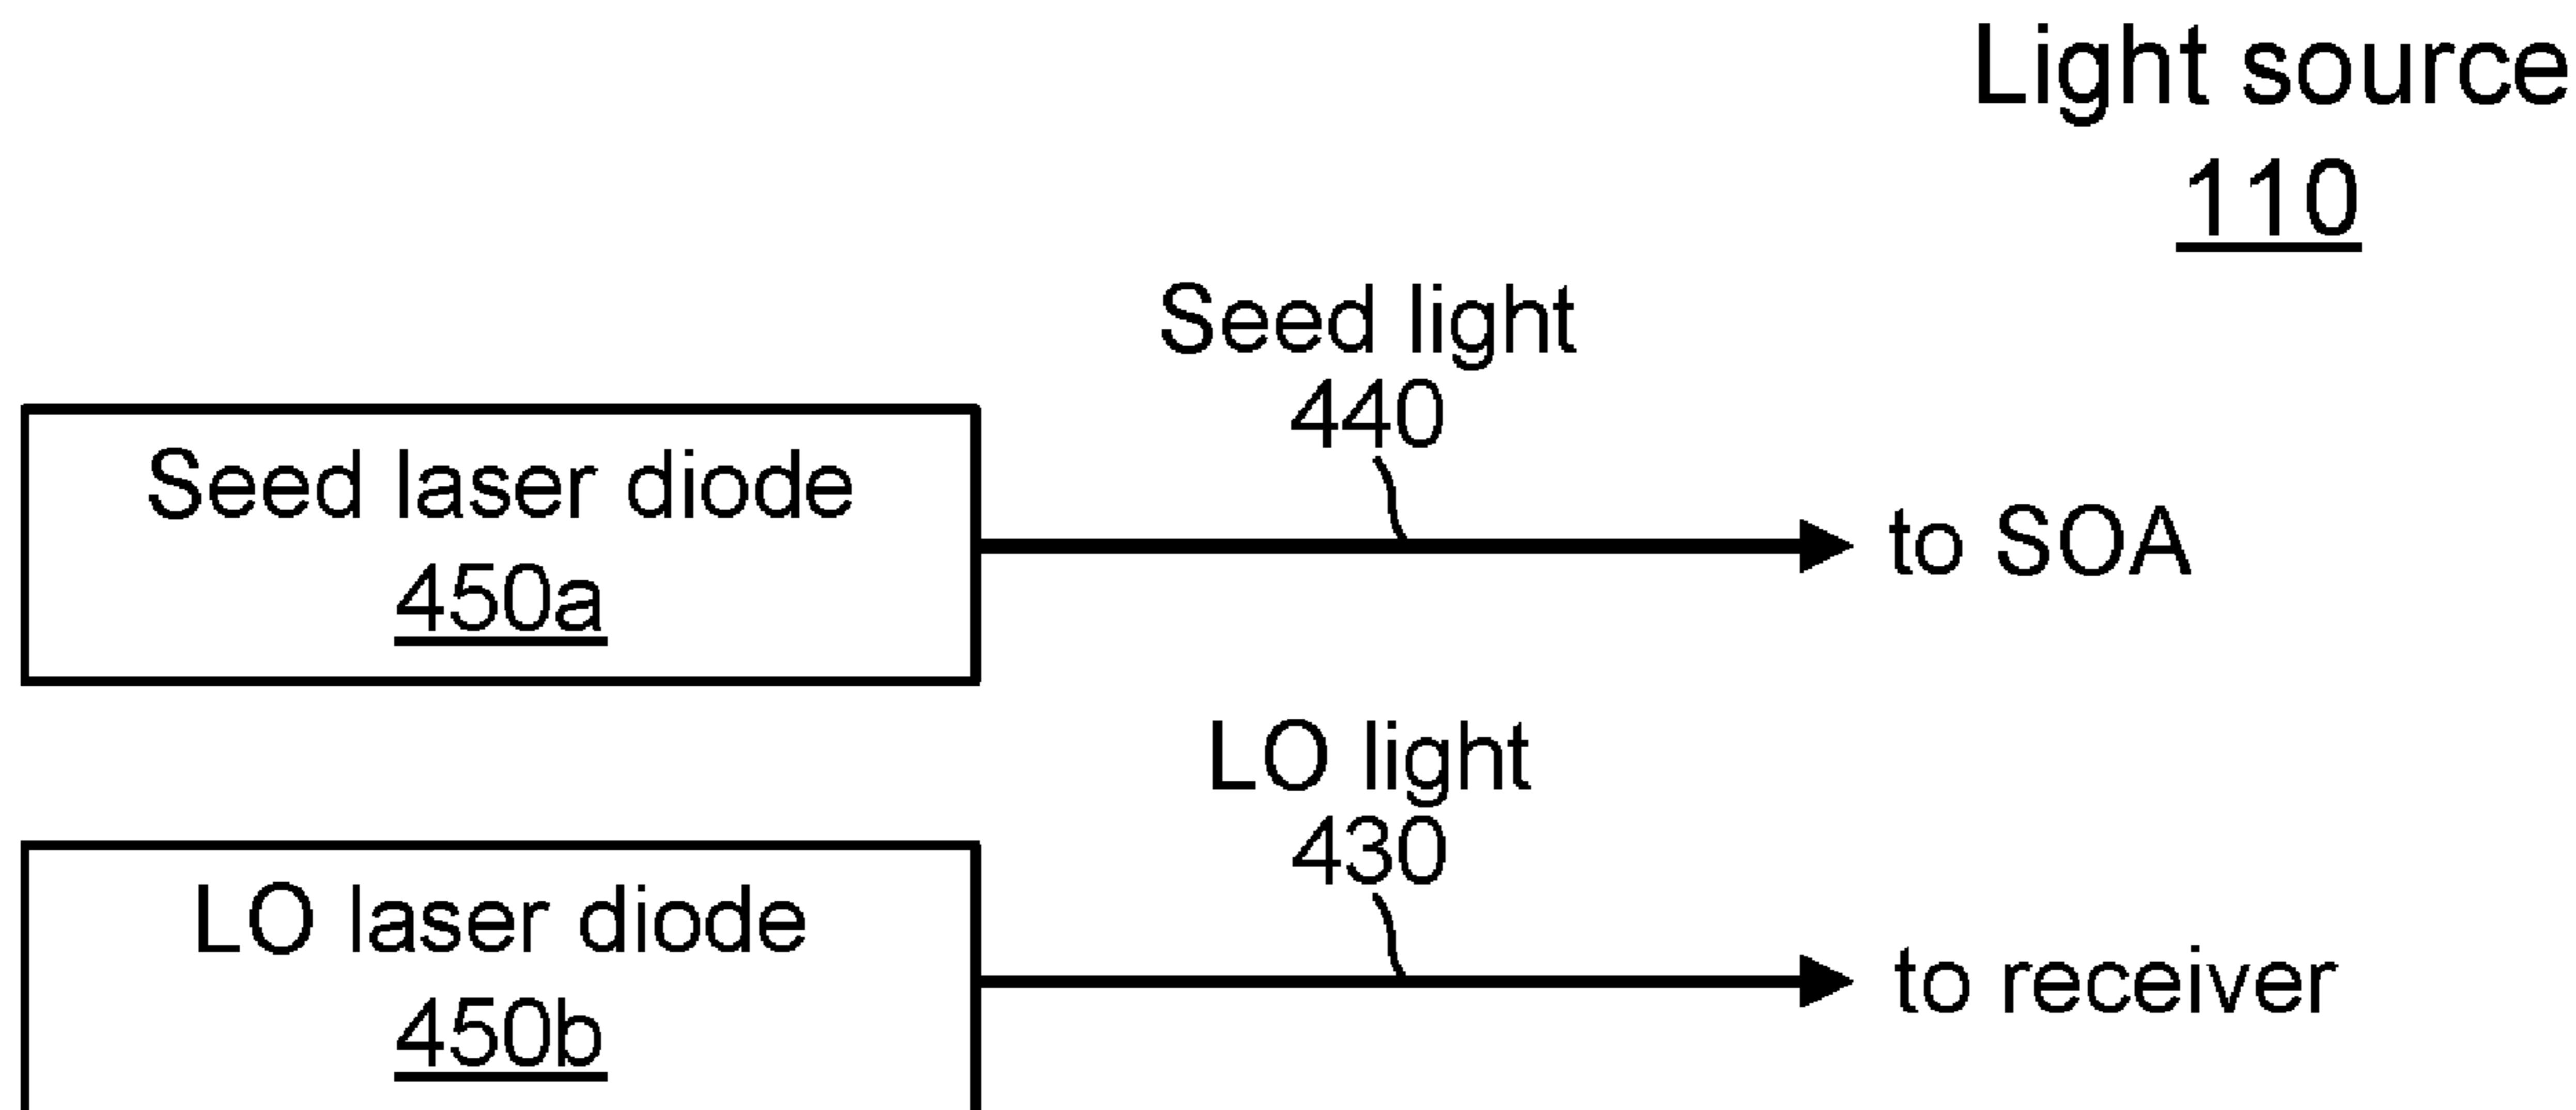 Light source
110
Seed light
440
Seed laser diode
450a
to SOA
LO light
430
LO laser diode
450b
to receiver